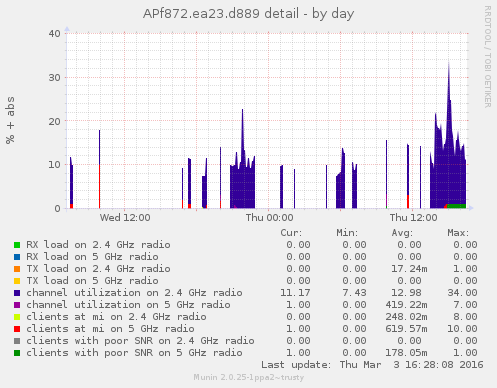 APf872.ea23.d889 detail - by day
RRDTOOL / TOBI OETIKER
% + abs
40
30
20
10
0
Wed 12:00 Thu 00:00 Thu 12:00
Cur: Min: Avg: Max:
RX load on 2.4 GHz radio 0.00 0.00 0.00 0.00
RX load on 5 GHz radio 0.00 0.00 0.00 0.00
TX load on 2.4 GHz radio 0.00 0.00 17.24m 1.00
TX load on 5 GHz radio 0.00 0.00 0.00 0.00
channel utilization on 2.4 GHz radio 11.17 7.43 12.98 34.00
channel utilization on 5 GHz radio 1.00 0.00 419.22m 7.00
clients at mi on 2.4 GHz radio 0.00 0.00 248.02m 8.00
clients at mi on 5 GHz radio 1.00 0.00 619.57m 10.00
clients with poor SNR on 2.4 GHz radio 0.00 0.00 0.00 0.00
clients with poor SNR on 5 GHz radio 1.00 0.00 178.05m 1.00
Last update: Thu Mar 3 16:28:08 2016
Munin 2.0.25-1ppa2~trusty